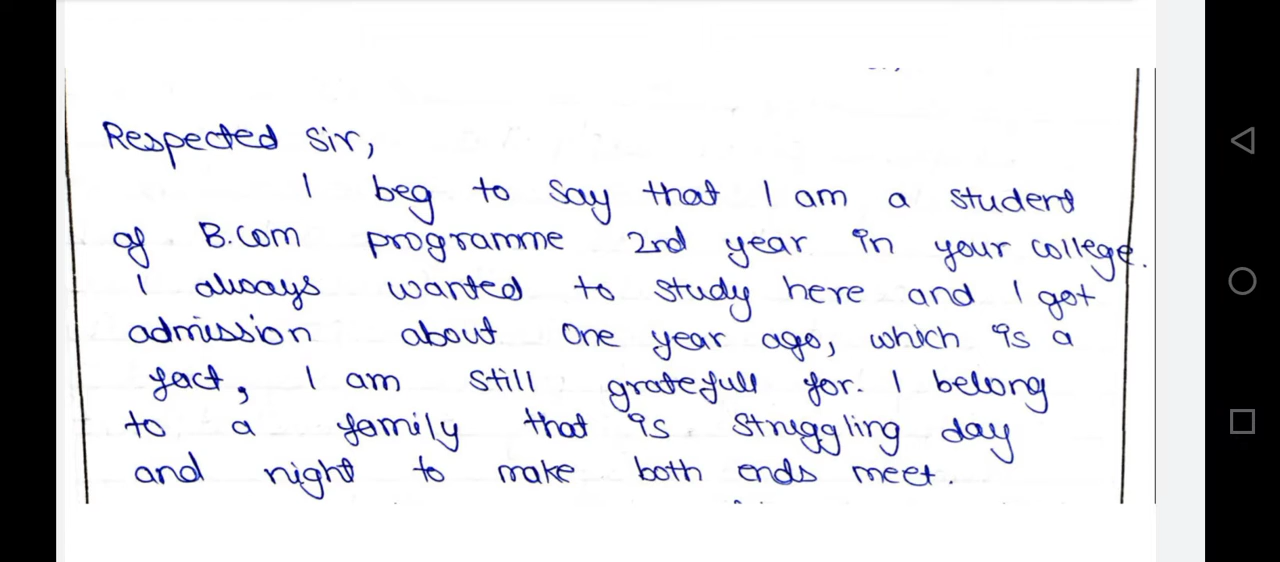 Respected Sir,
I beg to say that I am a student
of B.com programme 2nd year in your college.
I always wanted to study here and I got
admission about one year ago, which is a
fact, I am still gratefull for. I belong
to a family that is struggling day
and night to make both ends meet.